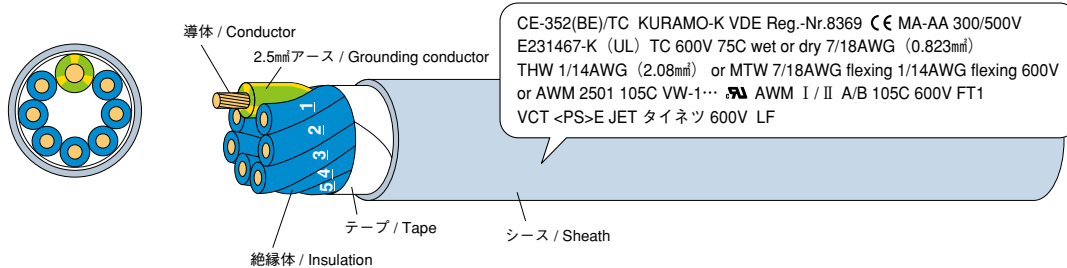 導体 / Conductor
2.5m㎡アース / Grounding conductor
1
2
3
4
5
テープ / Tape
絶縁体 / Insulation
シース / Sheath
CE-352(BE)/TC KURAMO-K VDE Reg.-Nr.8369 CE MA-AA 300/500V
E231467-K（UL）TC 600V 75C wet or dry 7/18AWG（0.823㎟）
THW 1/14AWG（2.08㎟）or MTW 7/18AWG flexing 1/14AWG flexing 600V
or AWM 2501 105C VW-1… RU AWM Ⅰ/Ⅱ A/B 105C 600V FT1
VCT <PS>E JET タイネツ 600V LF